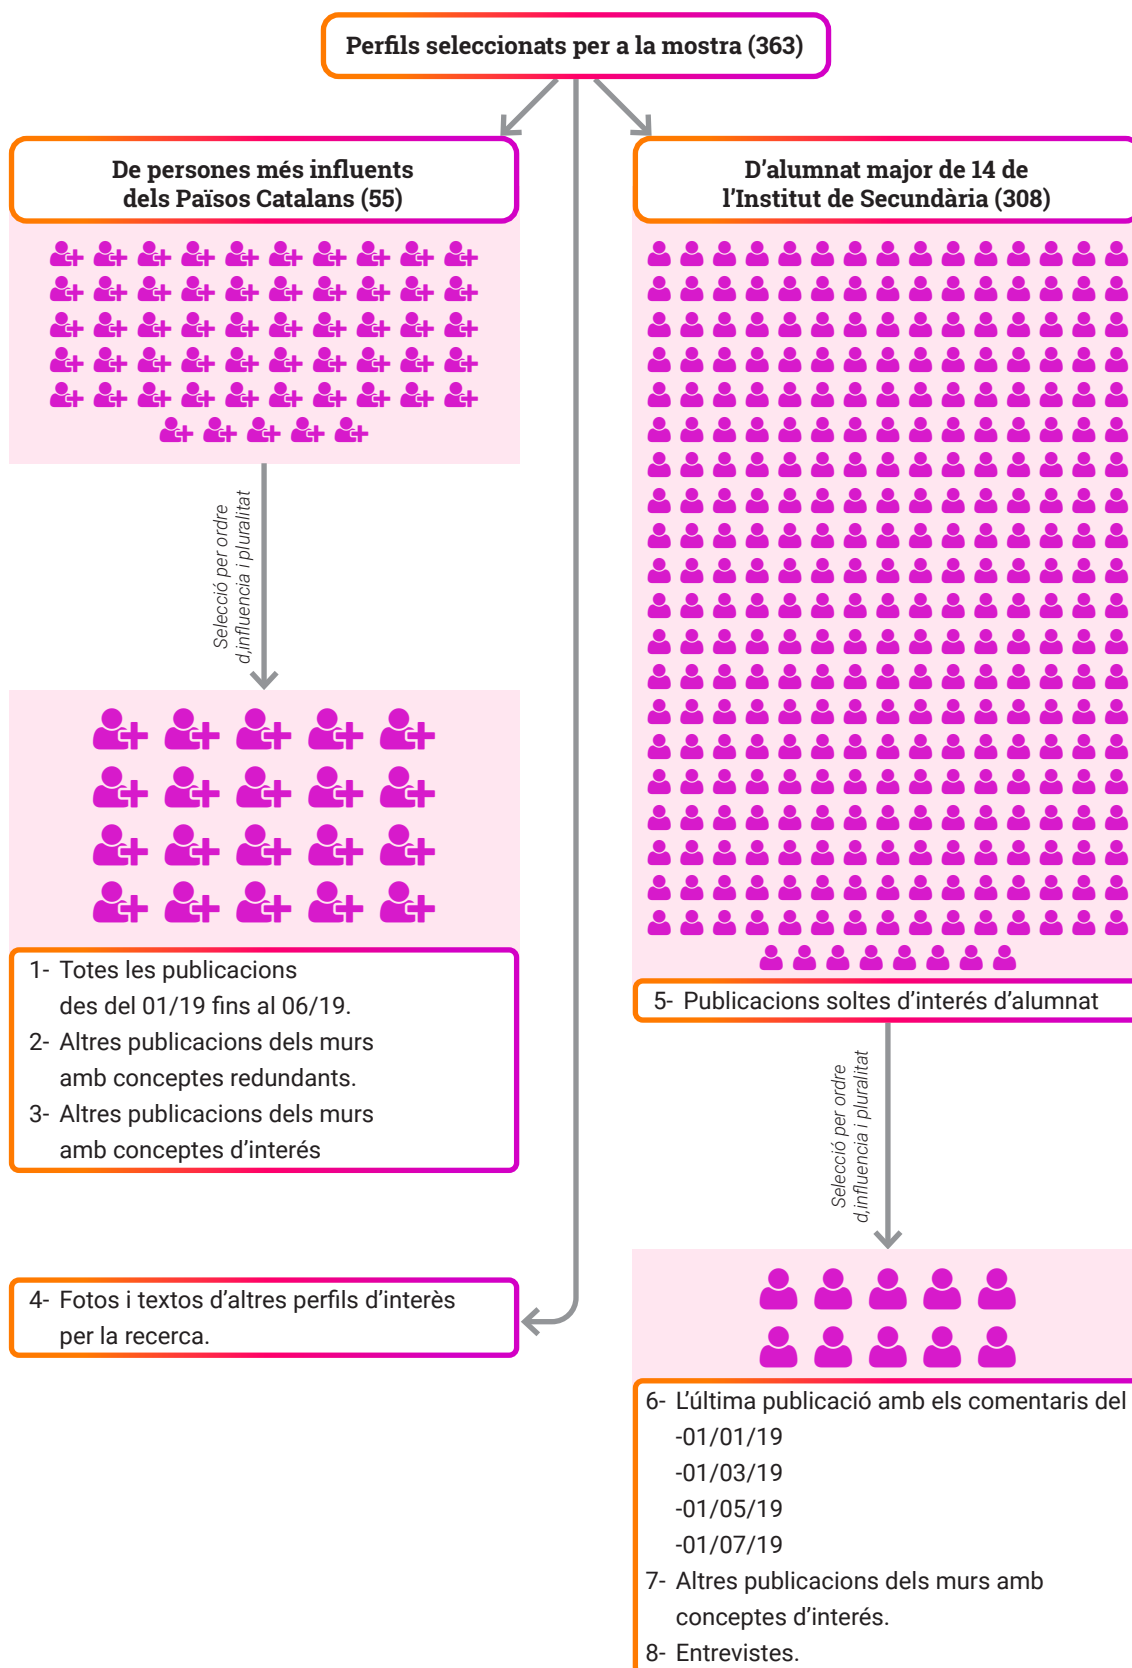 Perfils seleccionats per a la mostra (363)
De persones més influents
dels Països Catalans (55)
Selecció per ordre
d,influencia i pluralitat
1- Totes les publicacions
des del 01/19 fins al 06/19.
2- Altres publicacions dels murs
amb conceptes redundants.
3- Altres publicacions dels murs
amb conceptes d’interés
4- Fotos i textos d’altres perfils d’interès
per la recerca.
D’alumnat major de 14 de
l’Institut de Secundària (308)
5- Publicacions soltes d’interés d’alumnat
Selecció per ordre
d,influencia i pluralitat
6- L’última publicació amb els comentaris del
-01/01/19
-01/03/19
-01/05/19
-01/07/19
7- Altres publicacions dels murs amb
conceptes d’interés.
8- Entrevistes.